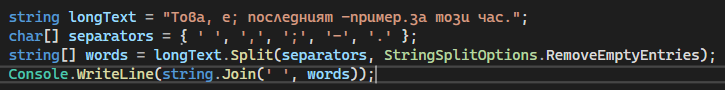 string longText = "Това, е; последният -пример.за този час.";
char[] separators = { ' ', ',', ';', '-', '.' };
string[] words = longText.Split(separators, StringSplitOptions.RemoveEmptyEntries);
Console.WriteLine(string.Join(' ', words));